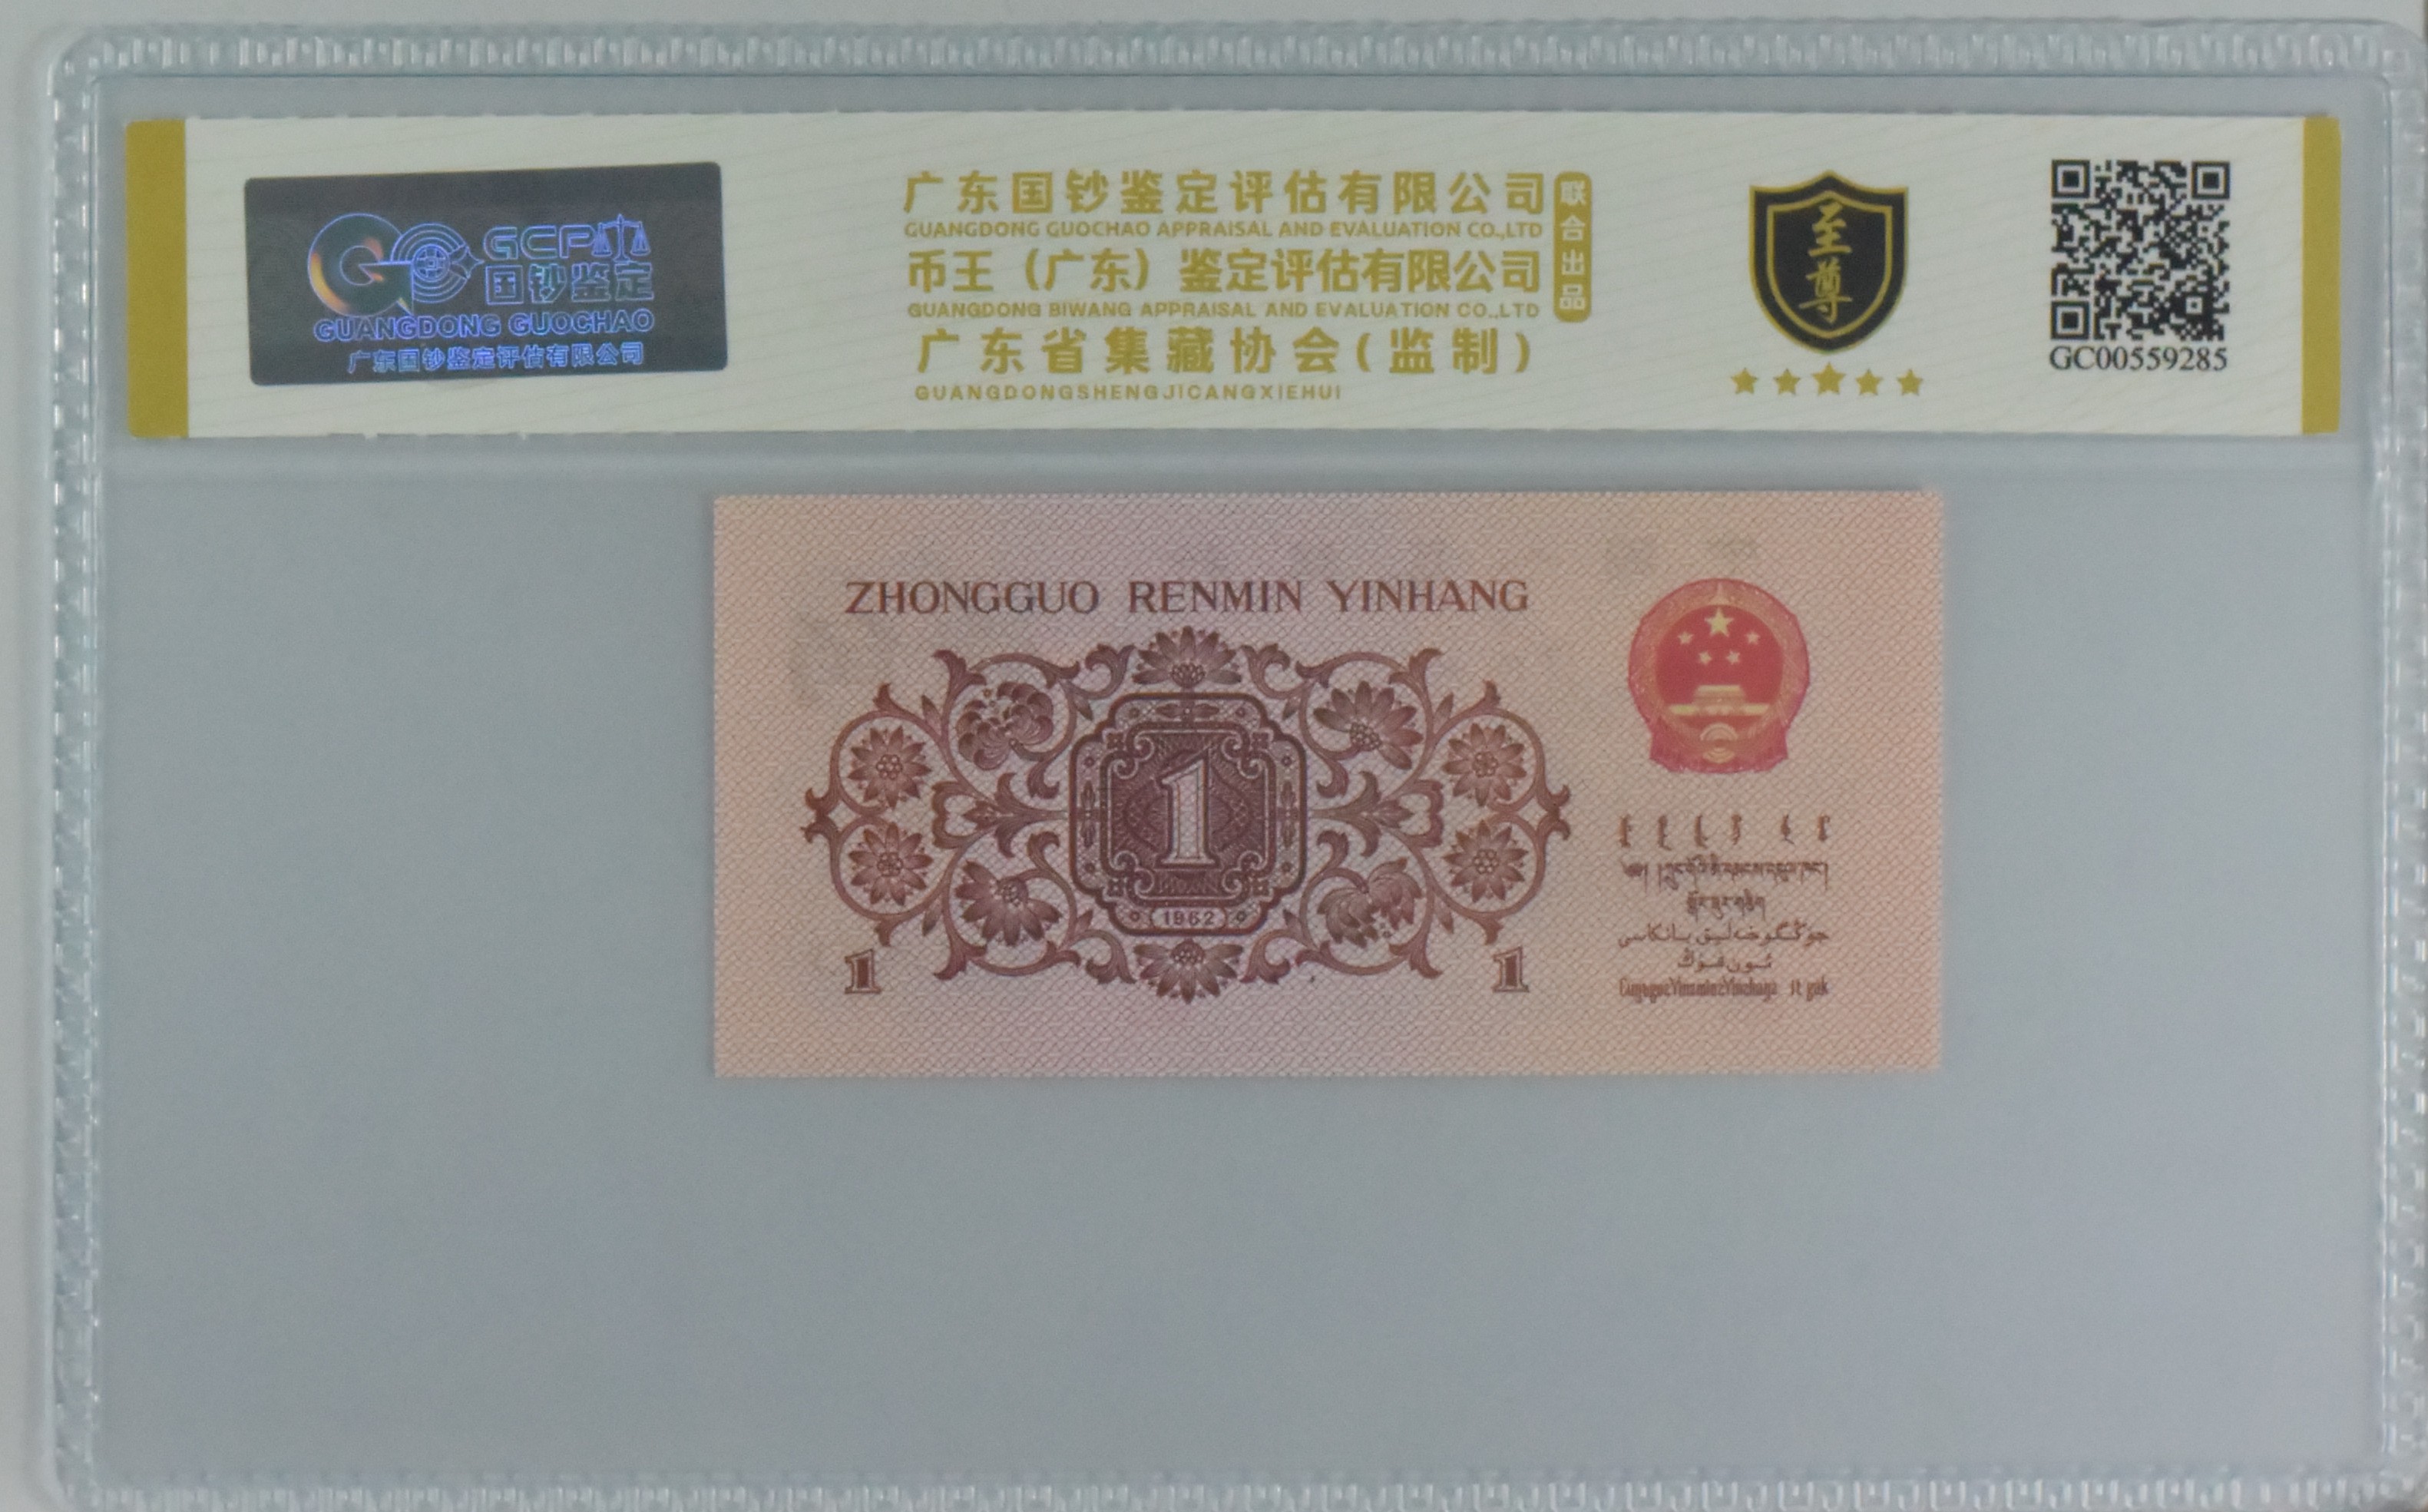 GCP
国钞鉴定
GUANGDONG GUOCHAO
广东国钞鉴定评估有限公司
广东国钞鉴定评估有限公司
GUANGDONG GUOCHAO APPRAISAL AND EVALUATION CO.,LTD
币王（广东）鉴定评估有限公司
GUANGDONG BIWANG APPRAISAL AND EVALUATION CO.,LTD
广东省集藏协会(监制)
GUANGDONGSHENGJICANGXIEHUI
联合出品
至尊
GC00559285
ZHONGGUO RENMIN YINHANG
1
1962
1
1